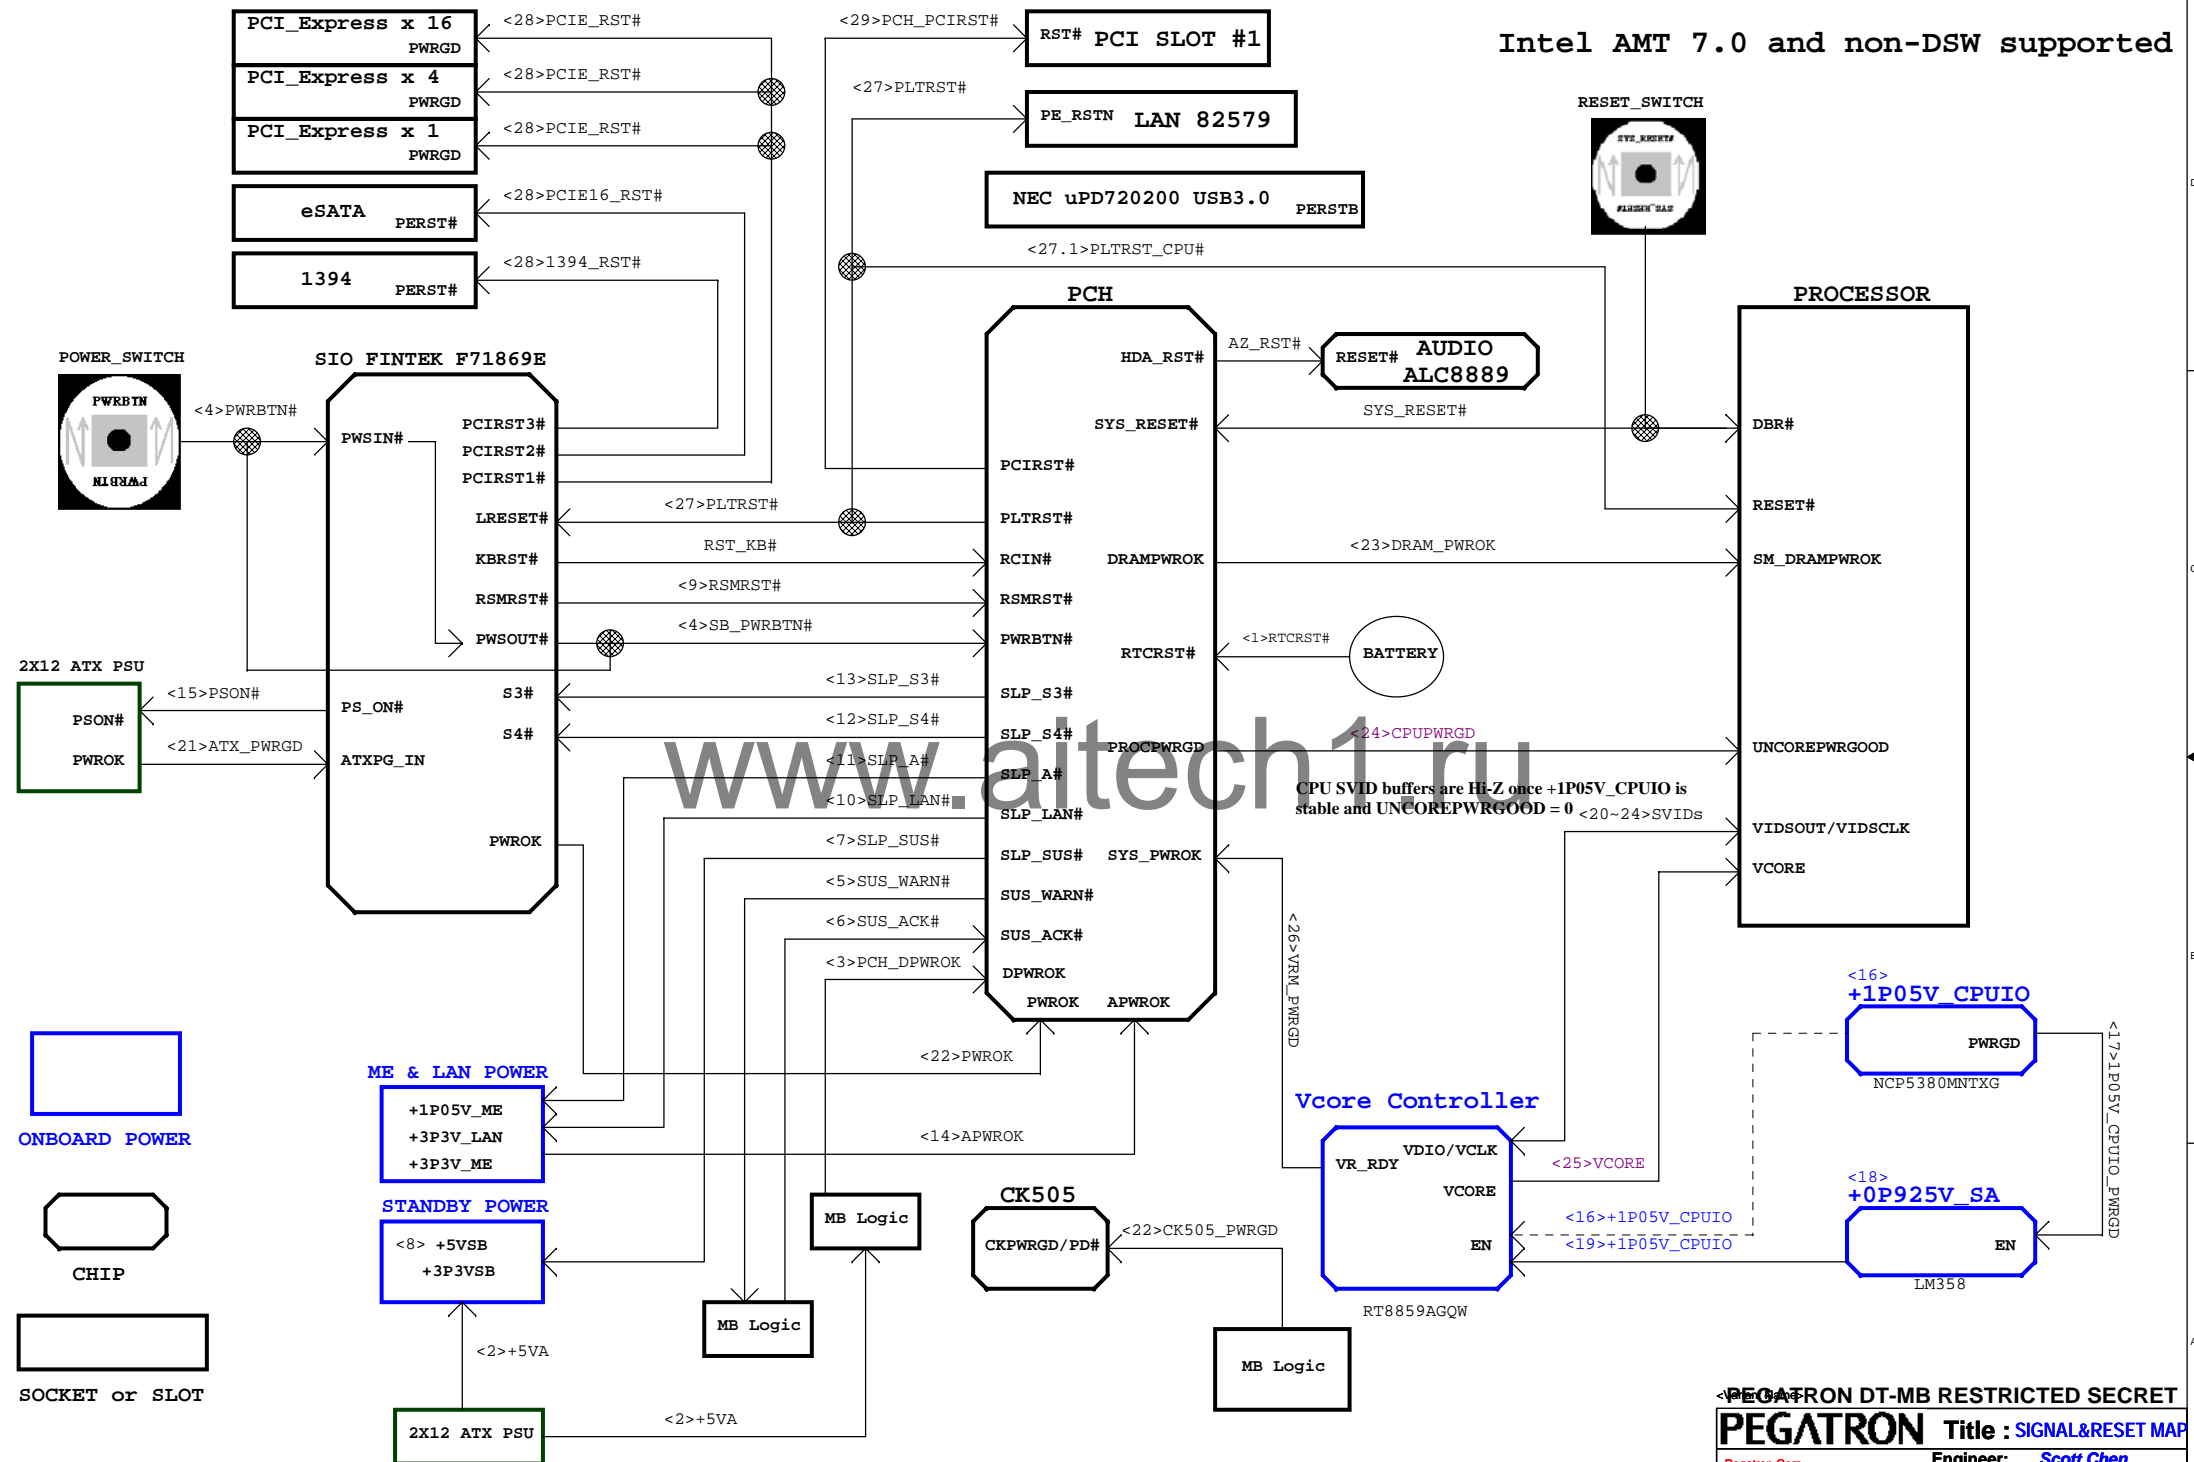 PCI_Express x 16
PWRGD
<28>PCIE_RST#
PCI_Express x 4
PWRGD
<28>PCIE_RST#
PCI_Express x 1
PWRGD
<28>PCIE_RST#
eSATA
PERST#
<28>PCIE16_RST#
1394
PERST#
<28>1394_RST#
<29>PCH_PCIRST#
RST# PCI SLOT #1
<27>PLTRST#
PE_RSTN LAN 82579
NEC uPD720200 USB3.0
PERSTB
<27.1>PLTRST_CPU#
Intel AMT 7.0 and non-DSW supported
RESET_SWITCH
SYS_RESET#
SYS_RESET#
POWER_SWITCH
PWRBTN
PWRBTN
<4>PWRBTN#
SIO FINTEK F71869E
PWSIN#
PCIRST3#
PCIRST2#
PCIRST1#
LRESET#
KBRST#
RSMRST#
PWSOUT#
S3#
S4#
PS_ON#
ATXPG_IN
PWROK
2X12 ATX PSU
PSON#
PWROK
<15>PSON#
<21>ATX_PWRGD
<27>PLTRST#
RST_KB#
<9>RSMRST#
<4>SB_PWRBTN#
<13>SLP_S3#
<12>SLP_S4#
<11>SLP_A#
<10>SLP_LAN#
<7>SLP_SUS#
<5>SUS_WARN#
<6>SUS_ACK#
<3>PCH_DPWROK
<22>PWROK
<14>APWROK
PCH
HDA_RST#
SYS_RESET#
PCIRST#
PLTRST#
RCIN#
DRAMPWROK
RSMRST#
PWRBTN#
RTCRST#
SLP_S3#
SLP_S4#
PROCPWRGD
SLP_A#
SLP_LAN#
SLP_SUS#
SYS_PWROK
SUS_WARN#
SUS_ACK#
DPWROK
PWROK
APWROK
AZ_RST#
RESET# AUDIO
ALC8889
SYS_RESET#
<23>DRAM_PWROK
<1>RTCRST#
BATTERY
<24>CPUPWRGD
CPU SVID buffers are Hi-Z once +1P05V_CPUIO is
stable and UNCOREPWRGOOD = 0
<20~24>SVIDs
www.aitech1.ru
PROCESSOR
DBR#
RESET#
SM_DRAMPWROK
UNCOREPWRGOOD
VIDSOUT/VIDSCLK
VCORE
<26>VRM_PWRGD
<16>
+1P05V_CPUIO
PWRGD
NCP5380MNTXG
<17>1P05V_CPUIO_PWRGD
<18>
+0P925V_SA
EN
LM358
Vcore Controller
VR_RDY
VDIO/VCLK
VCORE
EN
RT8859AGQW
<25>VCORE
<16>+1P05V_CPUIO
<19>+1P05V_CPUIO
ME & LAN POWER
+1P05V_ME
+3P3V_LAN
+3P3V_ME
STANDBY POWER
<8> +5VSB
+3P3VSB
<2>+5VA
2X12 ATX PSU
<2>+5VA
MB Logic
MB Logic
CK505
CKPWRGD/PD#
<22>CK505_PWRGD
MB Logic
ONBOARD POWER
CHIP
SOCKET or SLOT
<Variant Name>
PEGATRON DT-MB RESTRICTED SECRET
PEGATRON
Title : SIGNAL&RESET MAP
Engineer: Scott Chen